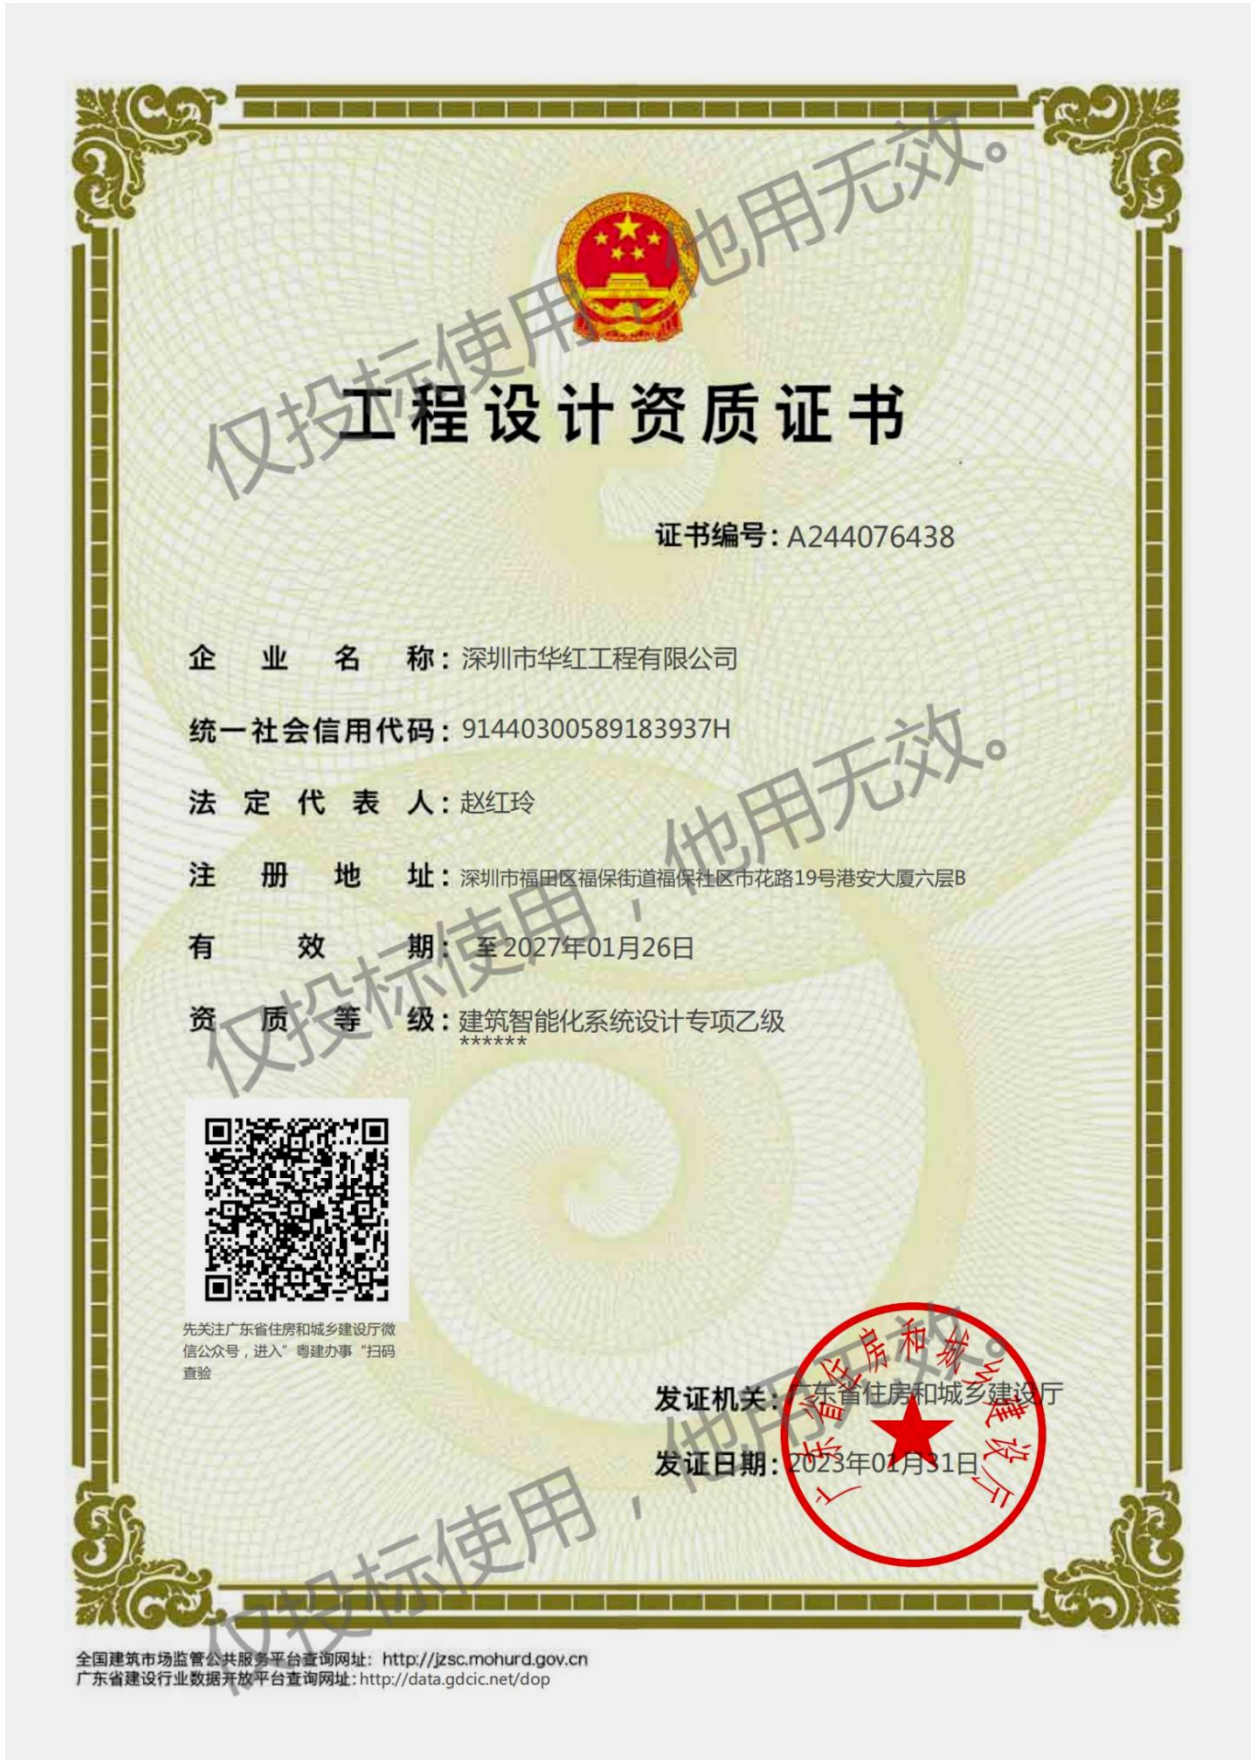 工程设计资质证书
证书编号：A244076438
企业名称：深圳市华红工程有限公司
统一社会信用代码：91440300589183937H
法定代表人：赵红玲
注册地址：深圳市福田区福保街道福保社区市花路19号港安大厦六层B
有效期：至2027年01月26日
资质等级：建筑智能化系统设计专项乙级
******
先关注广东省住房和城乡建设厅微
信公众号，进入”粤建办事“扫码
查验
发证机关：广东省住房和城乡建设厅
发证日期：2023年01月31日
广东省住房和城乡建设厅
全国建筑市场监管公共服务平台查询网址：http://jzsc.mohurd.gov.cn
广东省建设行业数据开放平台查询网址：http://data.gdcic.net/dop
仅投标使用，他用无效。
仅投标使用，他用无效。
仅投标使用，他用无效。